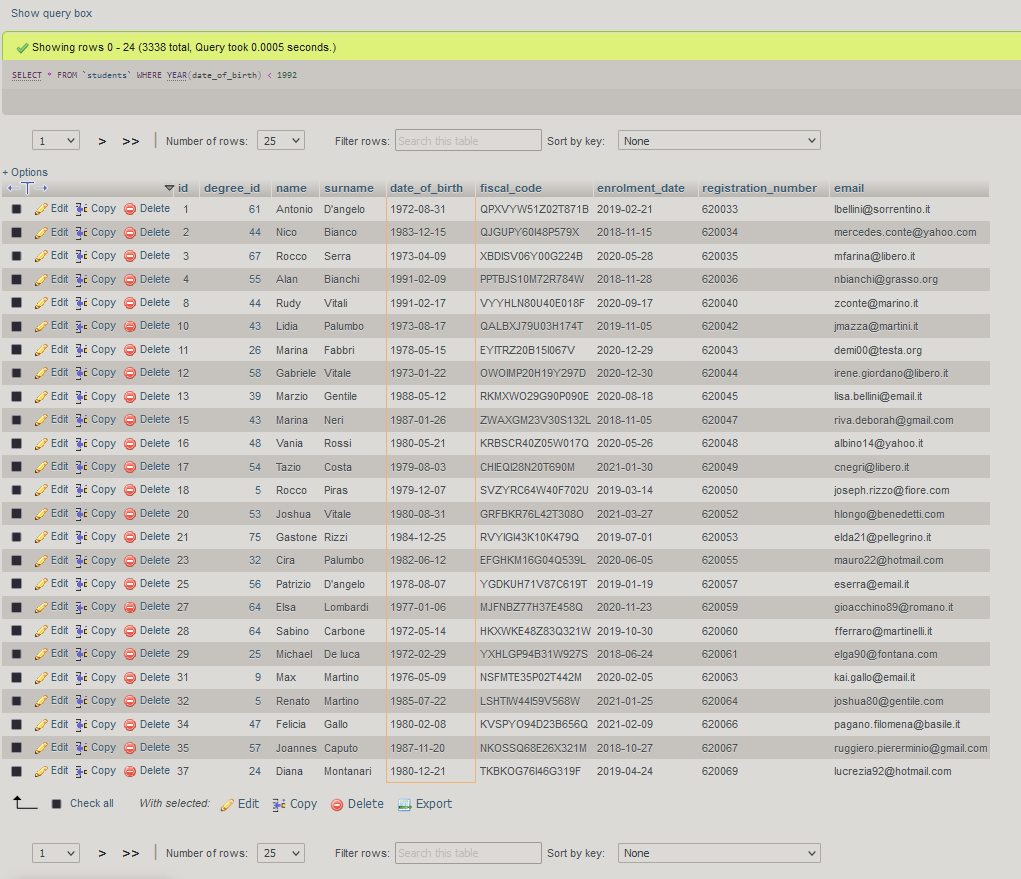 Show query box
Showing rows 0 - 24 (3338 total, Query took 0.0005 seconds.)
SELECT * FROM `students` WHERE YEAR(date_of_birth) < 1992
1 > >> Number of rows: 25 Filter rows: Search this table Sort by key: None
+ Options
←T→ id degree_id name surname date_of_birth fiscal_code enrolment_date registration_number email
Edit Copy Delete 1 61 Antonio D'angelo 1972-08-31 QPXVYW51Z02T871B 2019-02-21 620033 lbellini@sorrentino.it
Edit Copy Delete 2 44 Nico Bianco 1983-12-15 QJGUPY60I48P579X 2018-11-15 620034 mercedes.conte@yahoo.com
Edit Copy Delete 3 67 Rocco Serra 1973-04-09 XBDISV06Y00G224B 2020-05-28 620035 mfarina@libero.it
Edit Copy Delete 4 55 Alan Bianchi 1991-02-09 PPTBJS10M72R784W 2018-11-28 620036 nbianchi@grasso.org
Edit Copy Delete 8 44 Rudy Vitali 1991-02-17 VYYHLN80U40E018F 2020-09-17 620040 zconte@marino.it
Edit Copy Delete 10 43 Lidia Palumbo 1973-08-17 QALBXJ79U03H174T 2019-11-05 620042 jmazza@martini.it
Edit Copy Delete 11 26 Marina Fabbri 1978-05-15 EYITRZ20B15I067V 2020-12-29 620043 demi00@testa.org
Edit Copy Delete 12 58 Gabriele Vitale 1973-01-22 OWOIMP20H19Y297D 2020-12-30 620044 irene.giordano@libero.it
Edit Copy Delete 13 39 Marzio Gentile 1988-05-12 RKMXWO29G90P090E 2020-08-18 620045 lisa.bellini@email.it
Edit Copy Delete 15 43 Marina Neri 1987-01-26 ZWAXGM23V30S132L 2018-11-05 620047 riva.deborah@gmail.com
Edit Copy Delete 16 48 Vania Rossi 1980-05-21 KRBSCR40Z05W017Q 2020-05-26 620048 albino14@yahoo.it
Edit Copy Delete 17 54 Tazio Costa 1979-08-03 CHIEQI28N20T690M 2021-01-30 620049 cnegri@libero.it
Edit Copy Delete 18 5 Rocco Piras 1979-12-07 SVZYRC64W40F702U 2019-03-14 620050 joseph.rizzo@fiore.com
Edit Copy Delete 20 53 Joshua Vitale 1980-08-31 GRFBKR76L42T308O 2021-03-27 620052 hlongo@benedetti.com
Edit Copy Delete 21 75 Gastone Rizzi 1984-12-25 RVYIGI43K10K479Q 2019-07-01 620053 elda21@pellegrino.it
Edit Copy Delete 23 32 Cira Palumbo 1982-06-12 EFGHKM16G04Q539L 2020-06-05 620055 mauro22@hotmail.com
Edit Copy Delete 25 56 Patrizio D'angelo 1978-08-07 YGDKUH71V87C619T 2019-01-19 620057 eserra@email.it
Edit Copy Delete 27 64 Elsa Lombardi 1977-01-06 MJFNBZ77H37E458Q 2020-11-23 620059 gioacchino89@romano.it
Edit Copy Delete 28 64 Sabino Carbone 1972-05-14 HKXWKE48Z83Q321W 2019-10-30 620060 fferraro@martinelli.it
Edit Copy Delete 29 25 Michael De luca 1972-02-29 YXHLGP94B31W927S 2018-06-24 620061 elga90@fontana.com
Edit Copy Delete 31 9 Max Martino 1976-05-09 NSFMTE35P02T442M 2020-02-05 620063 kai.gallo@email.it
Edit Copy Delete 32 5 Renato Martino 1985-07-22 LSHTIW44I59V568W 2021-01-25 620064 joshua80@gentile.com
Edit Copy Delete 34 47 Felicia Gallo 1980-02-08 KVSPYO94D23B656Q 2021-02-09 620066 pagano.filomena@basile.it
Edit Copy Delete 35 57 Joannes Caputo 1987-11-20 NKOSSQ68E26X321M 2018-10-27 620067 ruggiero.piererminio@gmail.com
Edit Copy Delete 37 24 Diana Montanari 1980-12-21 TKBKOG76I46G319F 2019-04-24 620069 lucrezia92@hotmail.com
Check all With selected: Edit Copy Delete Export
1 > >> Number of rows: 25 Filter rows: Search this table Sort by key: None